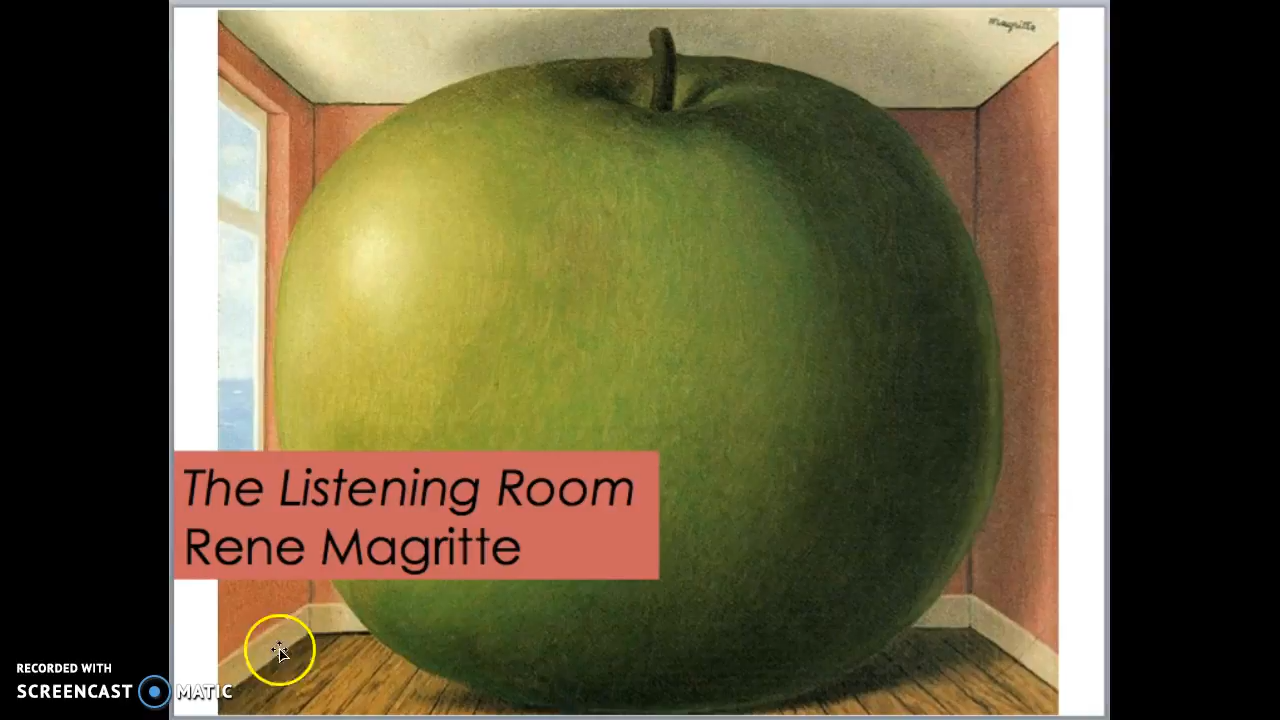 Magritte
The Listening Room
Rene Magritte
RECORDED WITH
SCREENCAST MATIC